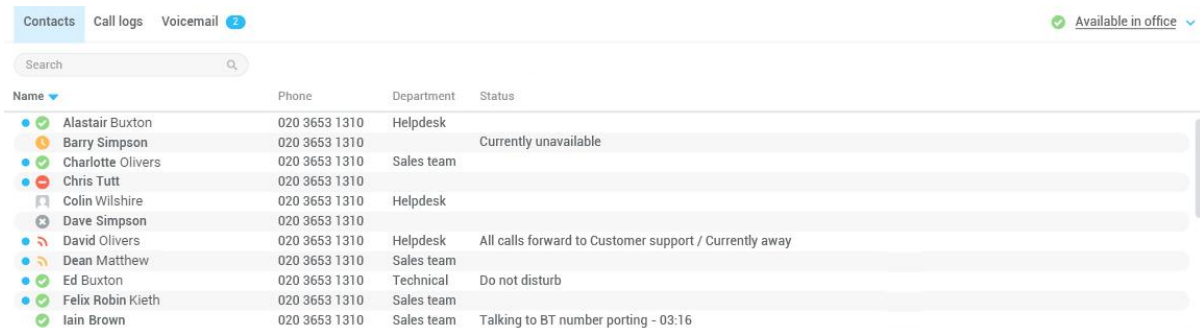 Contacts Call logs Voicemail 2 Available in office
Search
Name Phone Department Status
Alastair Buxton 020 3653 1310 Helpdesk
Barry Simpson 020 3653 1310 Currently unavailable
Charlotte Olivers 020 3653 1310 Sales team
Chris Tutt 020 3653 1310
Colin Wilshire 020 3653 1310 Helpdesk
Dave Simpson 020 3653 1310
David Olivers 020 3653 1310 Helpdesk All calls forward to Customer support / Currently away
Dean Matthew 020 3653 1310 Sales team
Ed Buxton 020 3653 1310 Technical Do not disturb
Felix Robin Kieth 020 3653 1310 Sales team
Iain Brown 020 3653 1310 Sales team Talking to BT number porting - 03:16